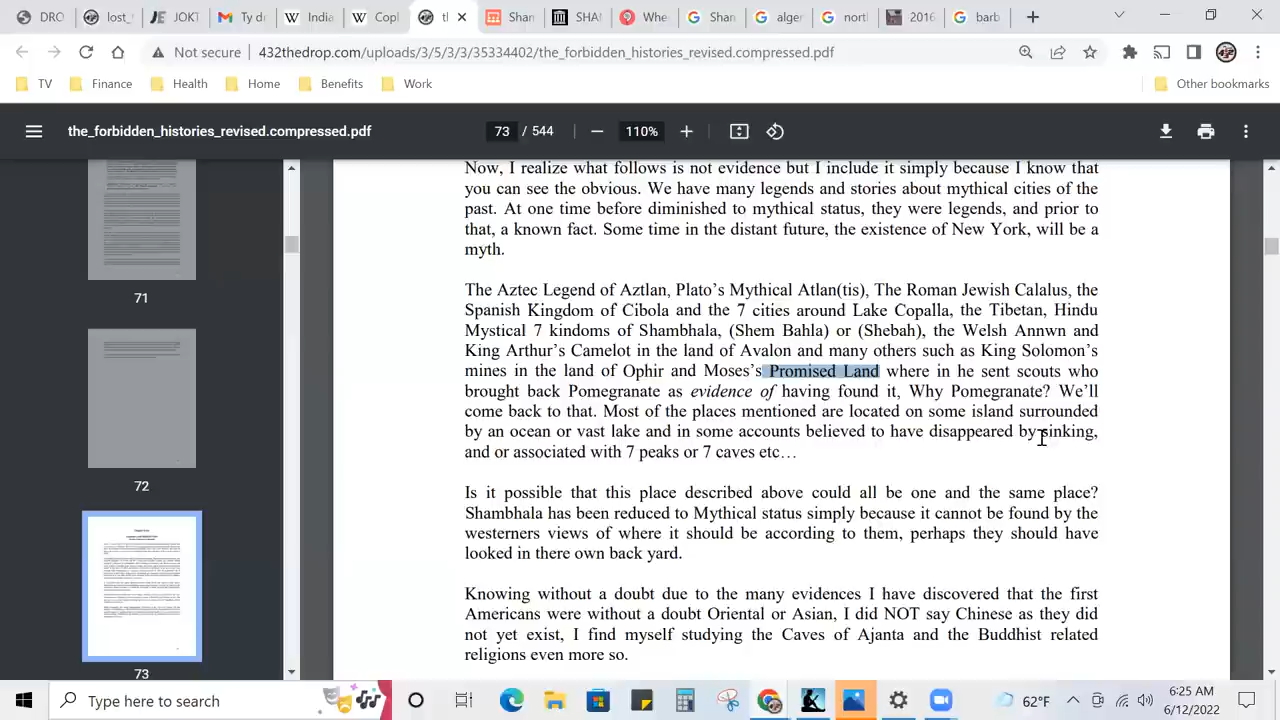 DRC
lost_
JOKT
Ty d
India
Copl
th
Shar
SHA
Whe
Shar
alger
nort
2016
barb
Not secure
432thedrop.com/uploads/3/5/3/3/35334402/the_forbidden_histories_revised.compressed.pdf
TV
Finance
Health
Home
Benefits
Work
Other bookmarks
the_forbidden_histories_revised.compressed.pdf
73 / 544
110%
71
72
73
Now, I realize what follows is not evidence but I include it simply because I know that
you can see the obvious. We have many legends and stories about mythical cities of the
past. At one time before diminished to mythical status, they were legends, and prior to
that, a known fact. Some time in the distant future, the existence of New York, will be a
myth.
The Aztec Legend of Aztlan, Plato's Mythical Atlan(tis), The Roman Jewish Calalus, the
Spanish Kingdom of Cibola and the 7 cities around Lake Copalla, the Tibetan, Hindu
Mystical 7 kindoms of Shambhala, (Shem Bahla) or (Shebah), the Welsh Annwn and
King Arthur's Camelot in the land of Avalon and many others such as King Solomon's
mines in the land of Ophir and Moses's Promised Land where in he sent scouts who
brought back Pomegranate as evidence of having found it, Why Pomegranate? We'll
come back to that. Most of the places mentioned are located on some island surrounded
by an ocean or vast lake and in some accounts believed to have disappeared by sinking,
and or associated with 7 peaks or 7 caves etc…
Is it possible that this place described above could all be one and the same place?
Shambhala has been reduced to Mythical status simply because it cannot be found by the
westerners views of where it should be according to them, perhaps they should have
looked in there own back yard.
Knowing without a doubt due to the many evidences I have discovered that the first
Americans were without a doubt Oriental or Asian, I did NOT say Chinese as they did
not yet exist, I find myself studying the Caves of Ajanta and the Buddhist related
religions even more so.
Type here to search
62°F
6:25 AM
6/12/2022